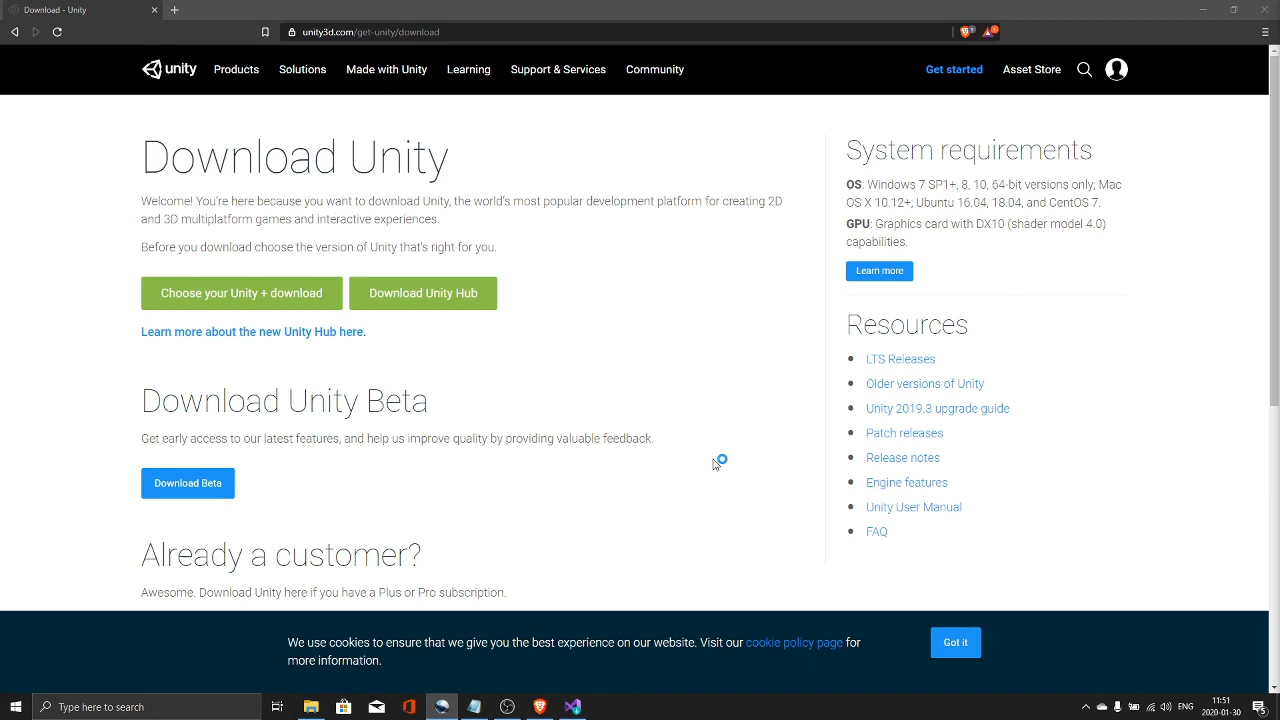 Download - Unity
unity3d.com/get-unity/download
unity
Products
Solutions
Made with Unity
Learning
Support & Services
Community
Get started
Asset Store
Download Unity
Welcome! You're here because you want to download Unity, the world's most popular development platform for creating 2D
and 3D multiplatform games and interactive experiences.
Before you download choose the version of Unity that's right for you.
Choose your Unity + download
Download Unity Hub
Learn more about the new Unity Hub here.
Download Unity Beta
Get early access to our latest features, and help us improve quality by providing valuable feedback.
Download Beta
Already a customer?
Awesome. Download Unity here if you have a Plus or Pro subscription.
System requirements
OS: Windows 7 SP1+, 8, 10, 64-bit versions only; Mac
OS X 10.12+; Ubuntu 16.04, 18.04, and CentOS 7.
GPU: Graphics card with DX10 (shader model 4.0)
capabilities.
Learn more
Resources
LTS Releases
Older versions of Unity
Unity 2019.3 upgrade guide
Patch releases
Release notes
Engine features
Unity User Manual
FAQ
We use cookies to ensure that we give you the best experience on our website. Visit our cookie policy page for
more information.
Got it
Type here to search
ENG
11:51
2020-01-30